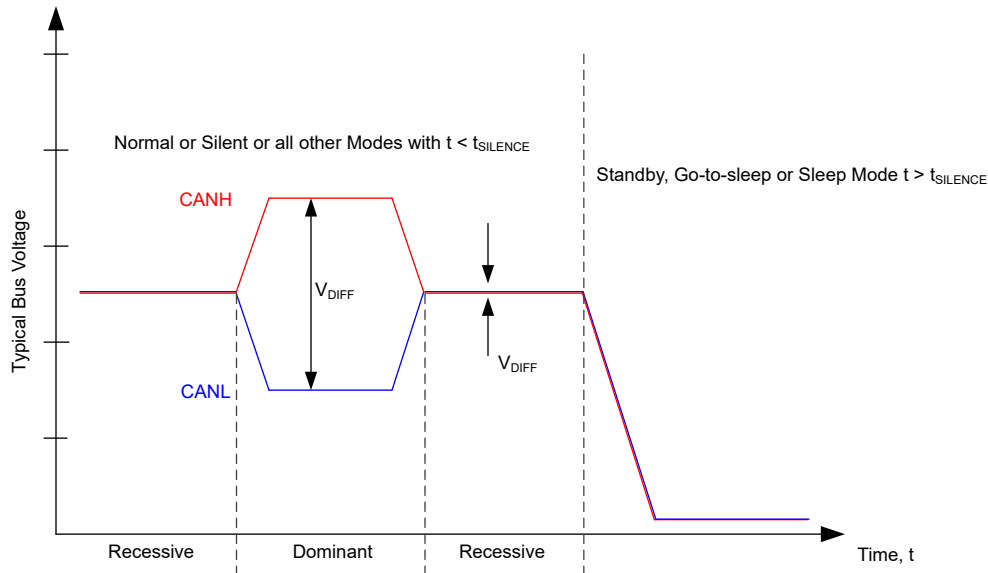 Normal or Silent or all other Modes with t < tSILENCE
Standby, Go-to-sleep or Sleep Mode t > tSILENCE
CANH
Typical Bus Voltage
VDIFF
VDIFF
CANL
Recessive
Dominant
Recessive
Time, t